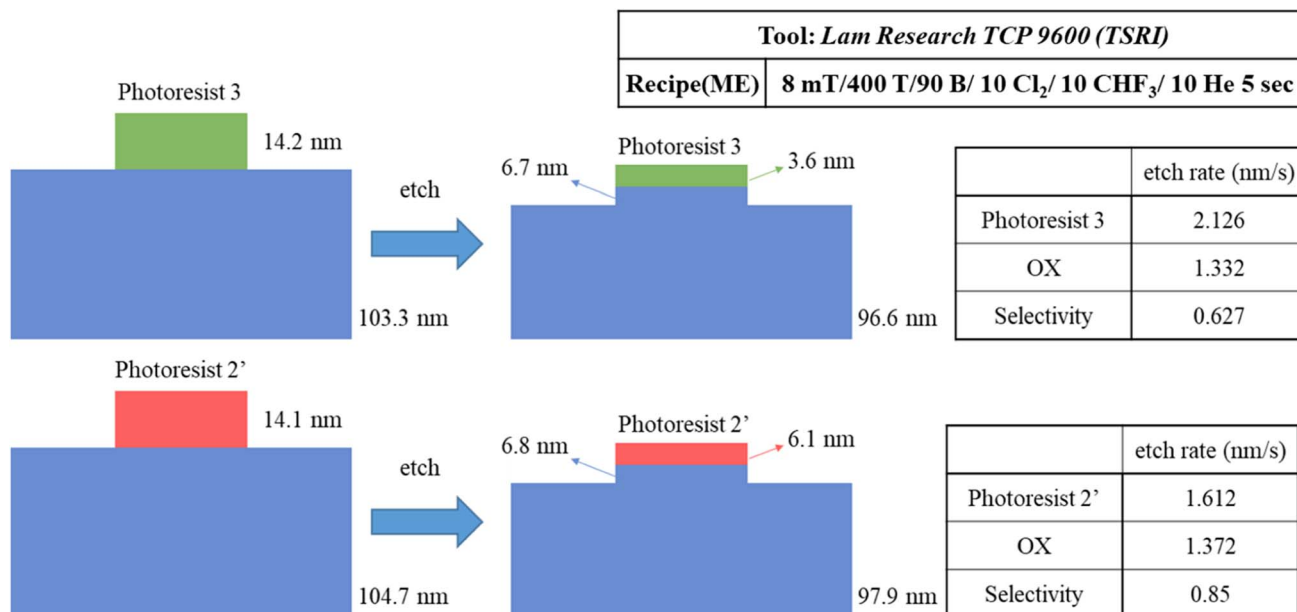 Tool: Lam Research TCP 9600 (TSRI)
Recipe(ME) 8 mT/400 T/90 B/ 10 Cl₂/ 10 CHF₃/ 10 He 5 sec
Photoresist 3
14.2 nm
103.3 nm
etch
Photoresist 3
6.7 nm
3.6 nm
96.6 nm
etch rate (nm/s)
Photoresist 3 2.126
OX 1.332
Selectivity 0.627
Photoresist 2’
14.1 nm
104.7 nm
etch
Photoresist 2’
6.8 nm
6.1 nm
97.9 nm
etch rate (nm/s)
Photoresist 2’ 1.612
OX 1.372
Selectivity 0.85